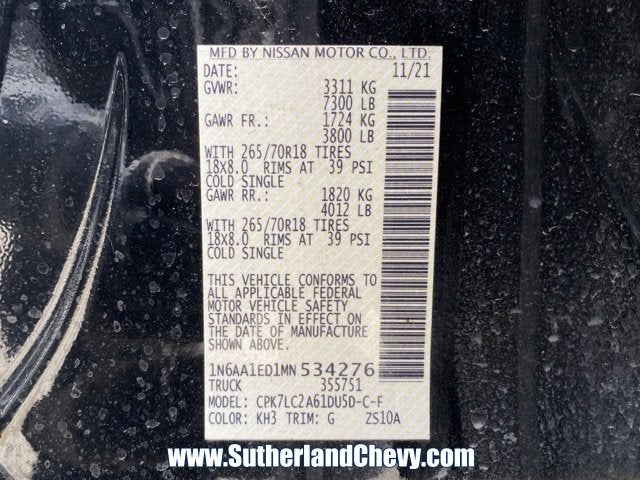 MFD BY NISSAN MOTOR CO., LTD.
DATE: 11/21
GVWR: 3311 KG
7300 LB
GAWR FR.: 1724 KG
3800 LB
WITH 265/70R18 TIRES
18X8.0 RIMS AT 39 PSI
COLD SINGLE
GAWR RR.: 1820 KG
4012 LB
WITH 265/70R18 TIRES
18X8.0 RIMS AT 39 PSI
COLD SINGLE
THIS VEHICLE CONFORMS TO
ALL APPLICABLE FEDERAL
MOTOR VEHICLE SAFETY
STANDARDS IN EFFECT ON
THE DATE OF MANUFACTURE
SHOWN ABOVE.
1N6AA1ED1MN534276
TRUCK 355751
MODEL: CPK7LC2A61DU5D-C-F
COLOR: KH3 TRIM: G ZS10A
www.SutherlandChevy.com